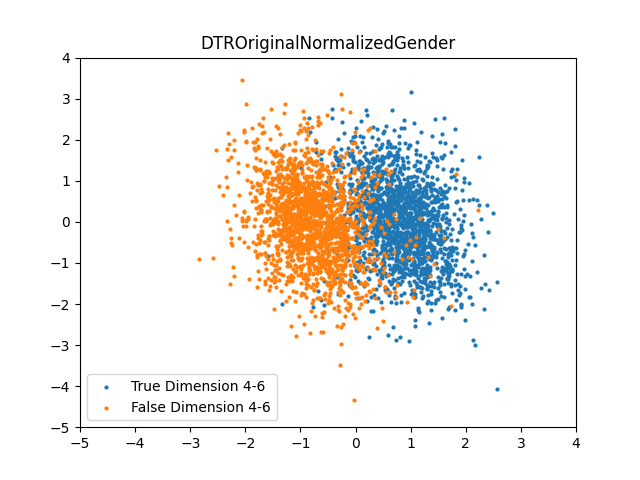 DTROriginalNormalizedGender
4
3
2
1
0
−1
−2
−3
−4
−5
True Dimension 4-6
False Dimension 4-6
−5 −4 −3 −2 −1 0 1 2 3 4